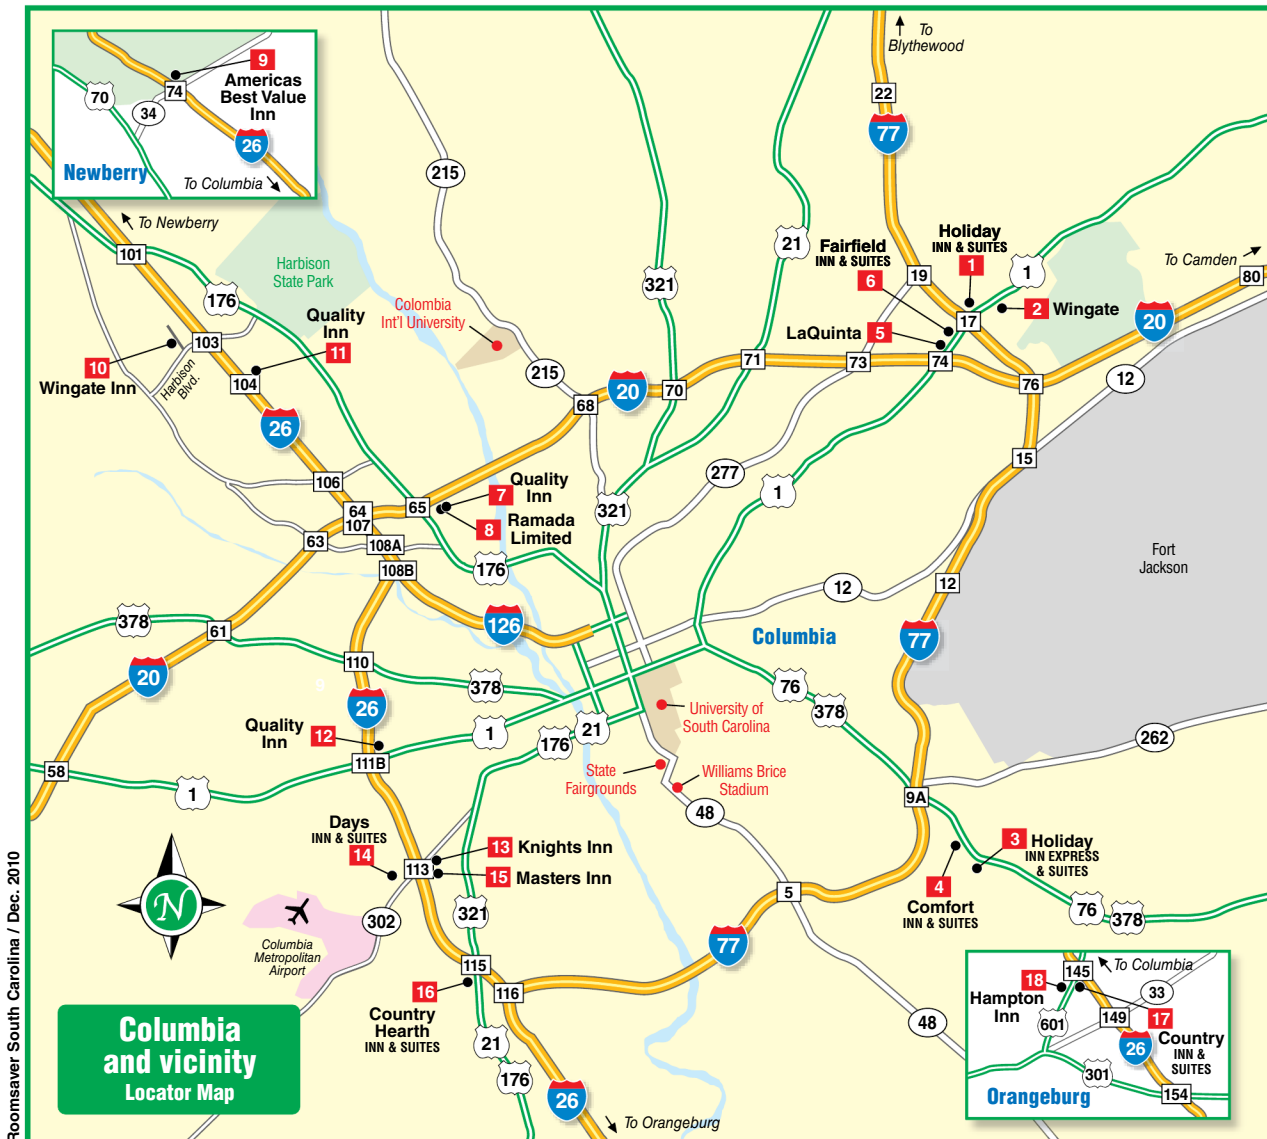 To
Blythewood
22
77
9
Americas
Best Value
Inn
74
70
34
26
Newberry
To Columbia
To Newberry
101
176
Harbison
State Park
215
321
21
Holiday
INN & SUITES
1
Fairfield
INN & SUITES
6
19
1
To Camden
80
2 Wingate
17
20
LaQuinta 5
Colombia
Int'l University
Quality
Inn
11
103
10
Wingate Inn
Harbison
Blvd.
104
26
215
68
20
70
71
73
74
76
12
15
277
1
106
Quality
Inn
7
8
Ramada
Limited
64
107
65
321
63
108A
108B
176
Fort
Jackson
12
12
378
61
126
Columbia
77
20
110
378
26
76
378
University of
South Carolina
Quality
Inn
12
1
176
21
262
58
111B
1
State
Fairgrounds
Williams Brice
Stadium
9A
48
Days
INN & SUITES
14
13 Knights Inn
113
15 Masters Inn
3 Holiday
INN EXPRESS
& SUITES
4
Comfort
INN & SUITES
5
76
378
N
302
321
Columbia
Metropolitan
Airport
77
115
16
116
Country
Hearth
INN & SUITES
21
176
26
To Orangeburg
48
145
To Columbia
18
Hampton
Inn
33
601
149
17
26
Country
INN &
SUITES
301
154
Orangeburg
Columbia
and vicinity
Locator Map
Roomsaver South Carolina / Dec. 2010